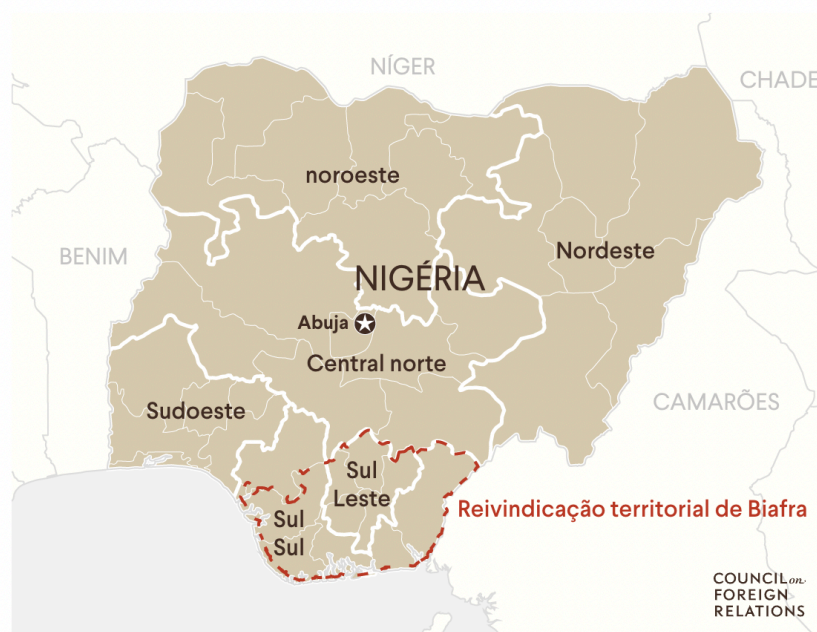 NÍGER
CHADE
noroeste
BENIM
Nordeste
NIGÉRIA
Abuja
Central norte
CAMARÕES
Sudoeste
Sul
Leste
Reivindicação territorial de Biafra
Sul
Sul
COUNCIL on
FOREIGN
RELATIONS